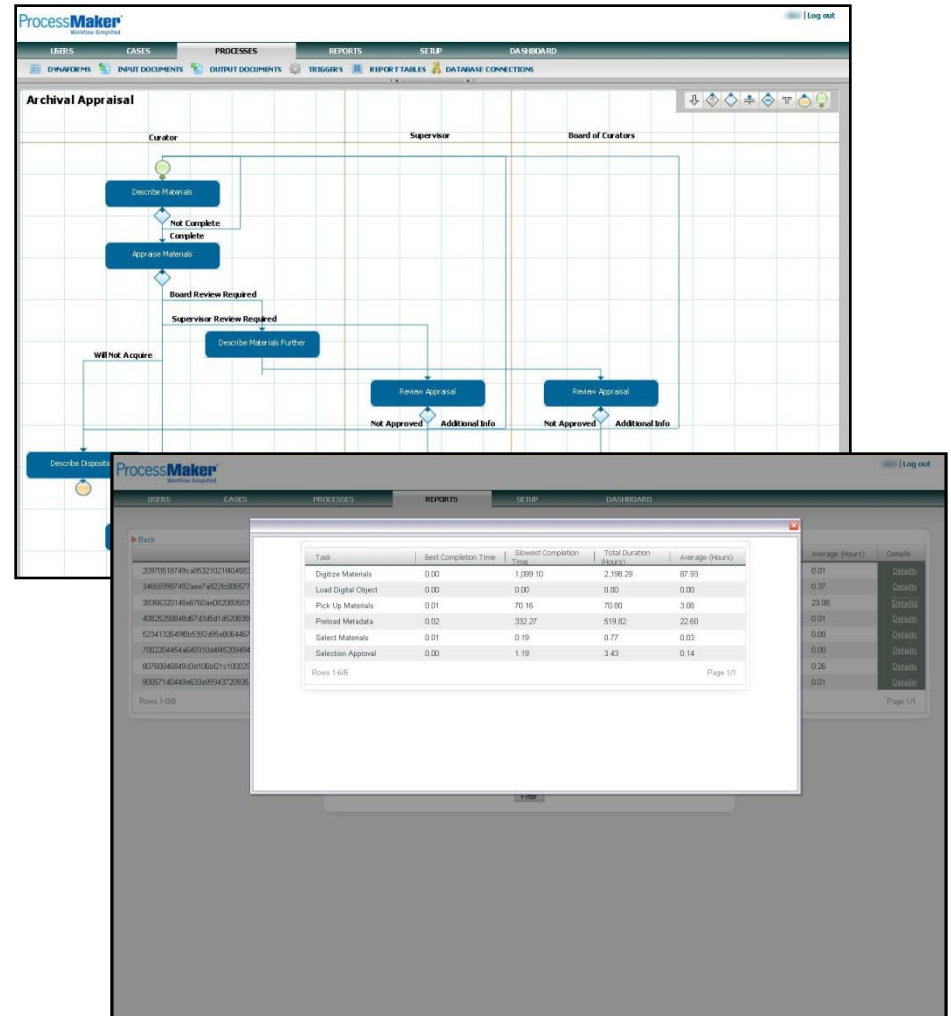 ProcessMaker
Workflow Simplified
| Log out
USERS CASES PROCESSES REPORTS SETUP DASHBOARD
DYNAFORMS INPUT DOCUMENTS OUTPUT DOCUMENTS TRIGGERS REPORT TABLES DATABASE CONNECTIONS
Archival Appraisal
Curator Supervisor Board of Curators
Describe Materials
Not Complete
Complete
Appraise Materials
Board Review Required
Supervisor Review Required
Describe Materials Further
Will Not Acquire
Review Appraisal Review Appraisal
Not Approved Additional Info Not Approved Additional Info
Describe
ProcessMaker
Workflow Simplified
| Log out
USERS CASES PROCESSES REPORTS SETUP DASHBOARD
Back
Average (Hours) Details
Task Best Completion Time Slowest Completion Time Total Duration (Hours) Average (Hours)
Digitize Materials 0.00 1,099.10 2,198.29 87.93
Load Digital Object 0.00 0.00 0.00 0.00
Pick Up Materials 0.01 70.16 70.80 3.08
Preload Metadata 0.02 332.27 519.82 22.60
Select Materials 0.01 0.19 0.77 0.03
Selection Approval 0.00 1.19 3.43 0.14
Rows 1-6/6 Page 1/1
0.01 Details
0.37 Details
23.08 Details
0.01 Details
0.00 Details
0.00 Details
0.26 Details
0.01 Details
Rows 1-8/8 Page 1/1
Filter